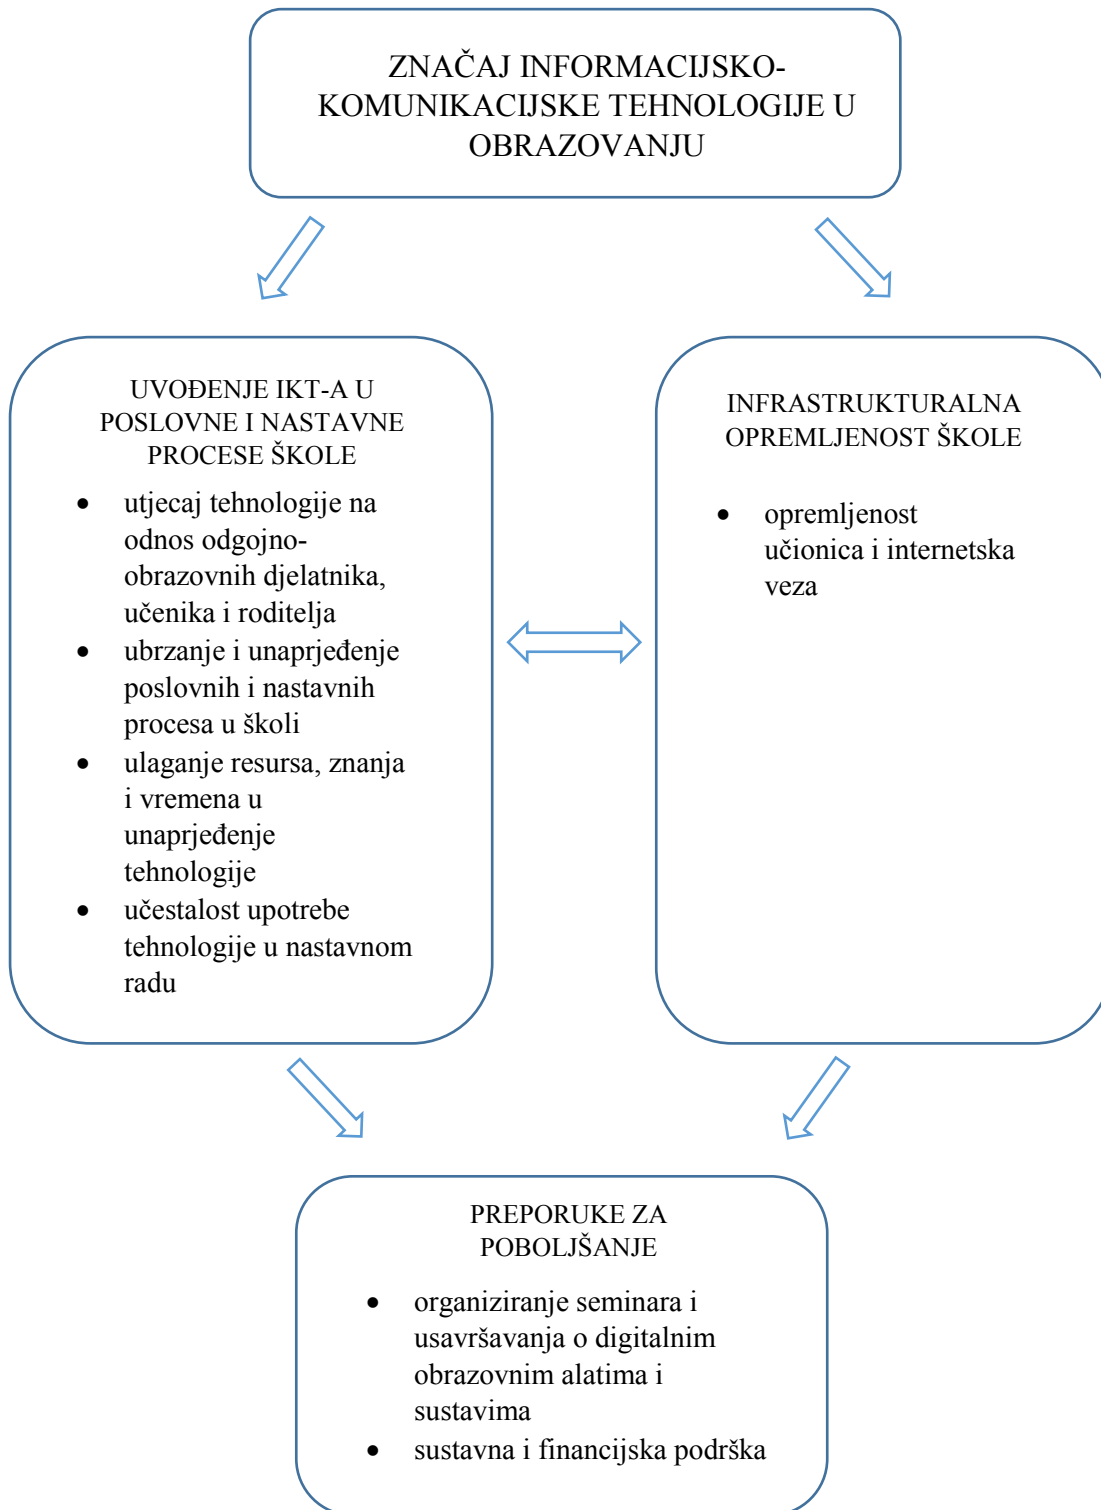 ZNAČAJ INFORMACIJSKO-
KOMUNIKACIJSKE TEHNOLOGIJE U
OBRAZOVANJU
UVOĐENJE IKT-A U
POSLOVNE I NASTAVNE
PROCESE ŠKOLE
• utjecaj tehnologije na
odnos odgojno-
obrazovnih djelatnika,
učenika i roditelja
• ubrzanje i unaprjeđenje
poslovnih i nastavnih
procesa u školi
• ulaganje resursa, znanja
i vremena u
unaprjeđenje
tehnologije
• učestalost upotrebe
tehnologije u nastavnom
radu
INFRASTRUKTURALNA
OPREMLJENOST ŠKOLE
• opremljenost
učionica i internetska
veza
PREPORUKE ZA
POBOLJŠANJE
• organiziranje seminara i
usavršavanja o digitalnim
obrazovnim alatima i
sustavima
• sustavna i financijska podrška